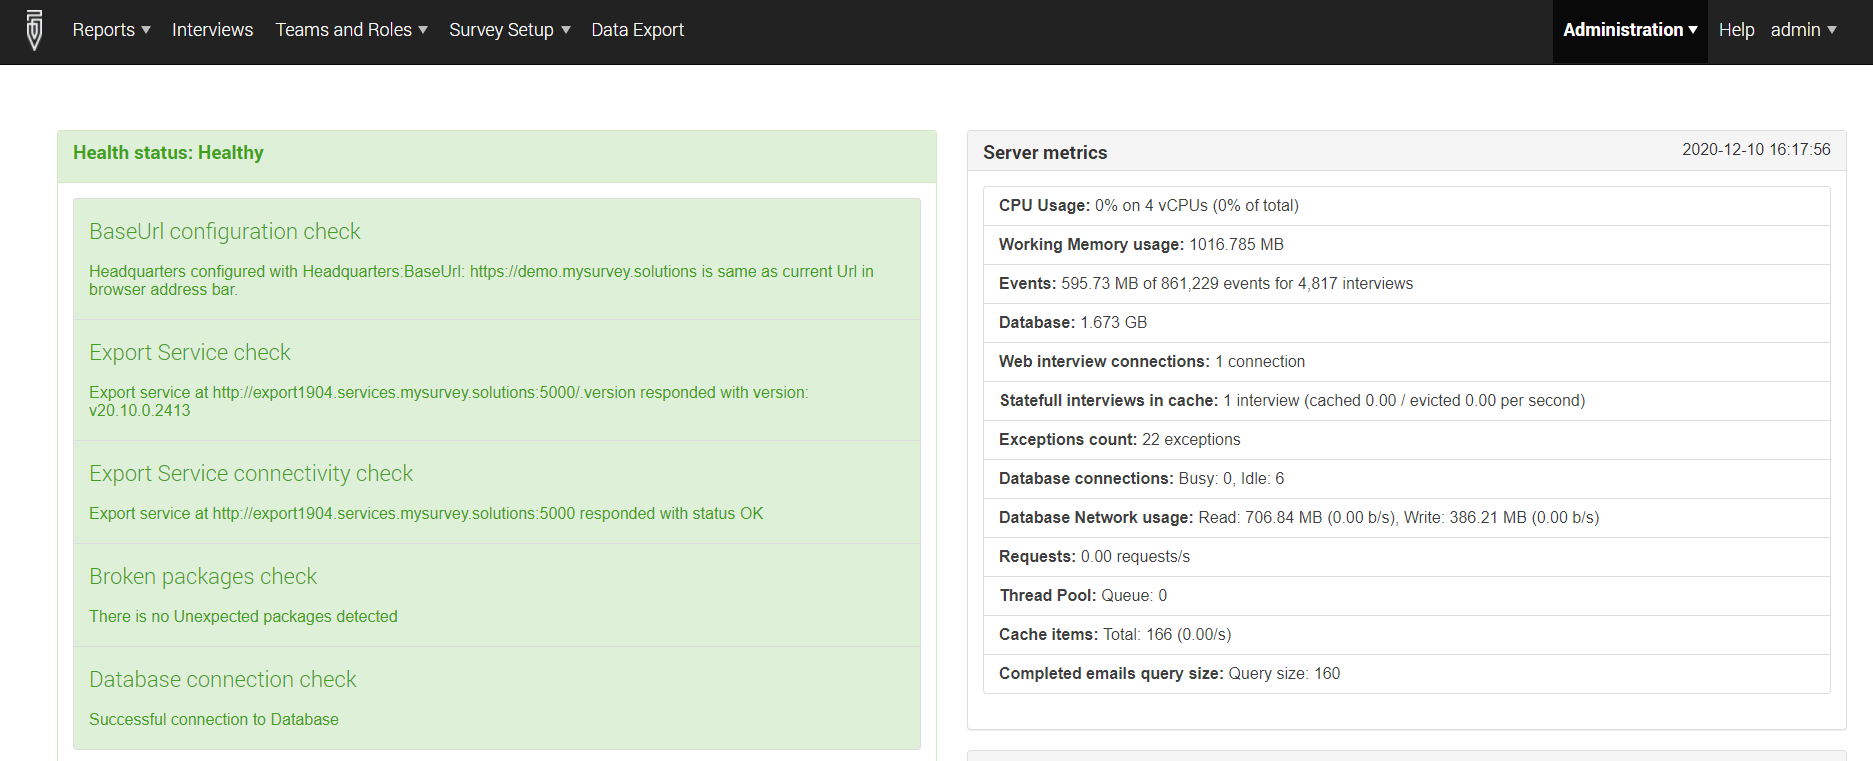 Reports Interviews Teams and Roles Survey Setup Data Export Administration Help admin
Health status: Healthy
BaseUrl configuration check
Headquarters configured with Headquarters:BaseUrl: https://demo.mysurvey.solutions is same as current Url in
browser address bar.
Export Service check
Export service at http://export1904.services.mysurvey.solutions:5000/.version responded with version:
v20.10.0.2413
Export Service connectivity check
Export service at http://export1904.services.mysurvey.solutions:5000 responded with status OK
Broken packages check
There is no Unexpected packages detected
Database connection check
Successful connection to Database
Server metrics 2020-12-10 16:17:56
CPU Usage: 0% on 4 vCPUs (0% of total)
Working Memory usage: 1016.785 MB
Events: 595.73 MB of 861,229 events for 4,817 interviews
Database: 1.673 GB
Web interview connections: 1 connection
Statefull interviews in cache: 1 interview (cached 0.00 / evicted 0.00 per second)
Exceptions count: 22 exceptions
Database connections: Busy: 0, Idle: 6
Database Network usage: Read: 706.84 MB (0.00 b/s), Write: 386.21 MB (0.00 b/s)
Requests: 0.00 requests/s
Thread Pool: Queue: 0
Cache items: Total: 166 (0.00/s)
Completed emails query size: Query size: 160